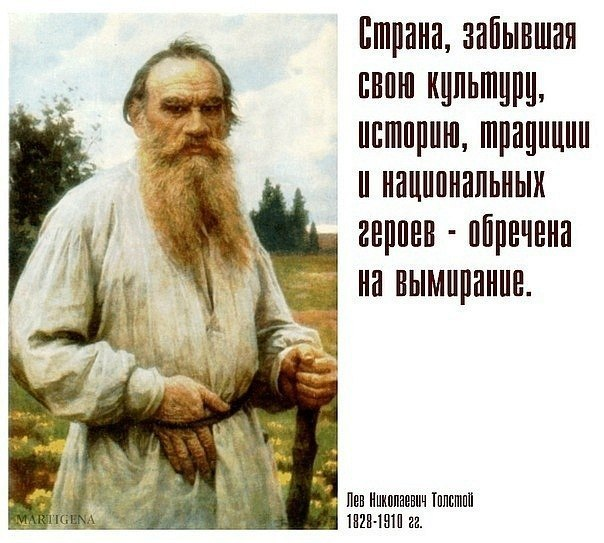 Страна, забывшая
свою культуру,
историю, традиции
и национальных
героев - обречена
на вымирание.
Лев Николаевич Толстой
1828-1910 гг.
MARTIGENA